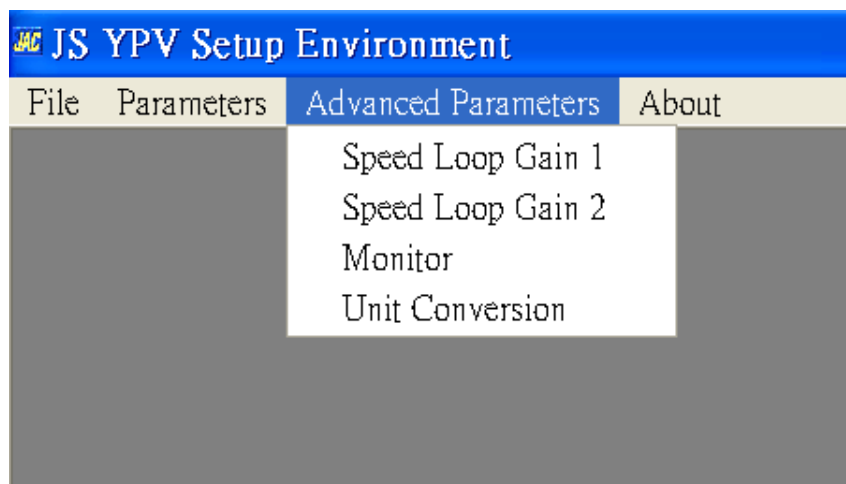 JAC JS YPV Setup Environment
File Parameters Advanced Parameters About
Speed Loop Gain 1
Speed Loop Gain 2
Monitor
Unit Conversion